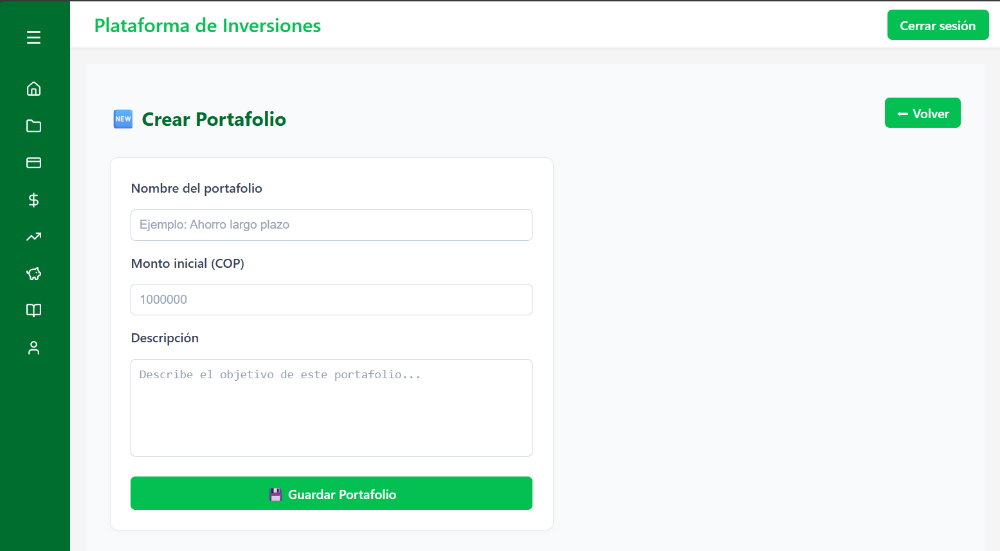 Plataforma de Inversiones
Cerrar sesión
🆕 Crear Portafolio
⬅ Volver
Nombre del portafolio
Ejemplo: Ahorro largo plazo
Monto inicial (COP)
1000000
Descripción
Describe el objetivo de este portafolio...
💾 Guardar Portafolio